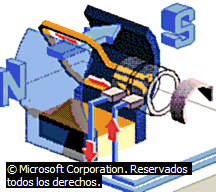 S
N
© Microsoft Corporation. Reservados
todos los derechos.